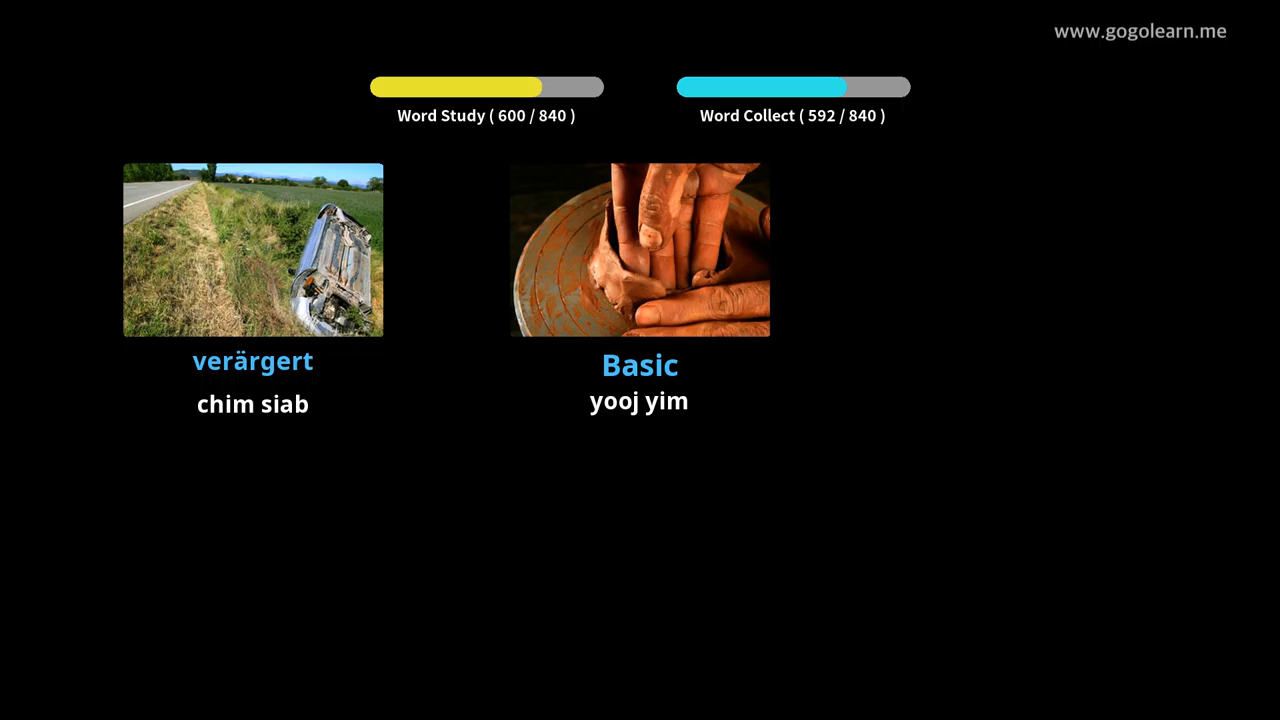 www.gogolearn.me
Word Study ( 600 / 840 )
Word Collect ( 592 / 840 )
verärgert
chim siab
Basic
yooj yim